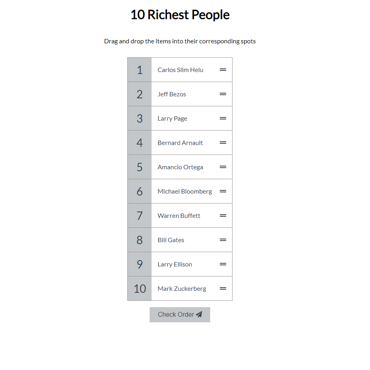 10 Richest People
Drag and drop the items into their corresponding spots
1 Carlos Slim Helu
2 Jeff Bezos
3 Larry Page
4 Bernard Arnault
5 Amancio Ortega
6 Michael Bloomberg
7 Warren Buffett
8 Bill Gates
9 Larry Ellison
10 Mark Zuckerberg
Check Order